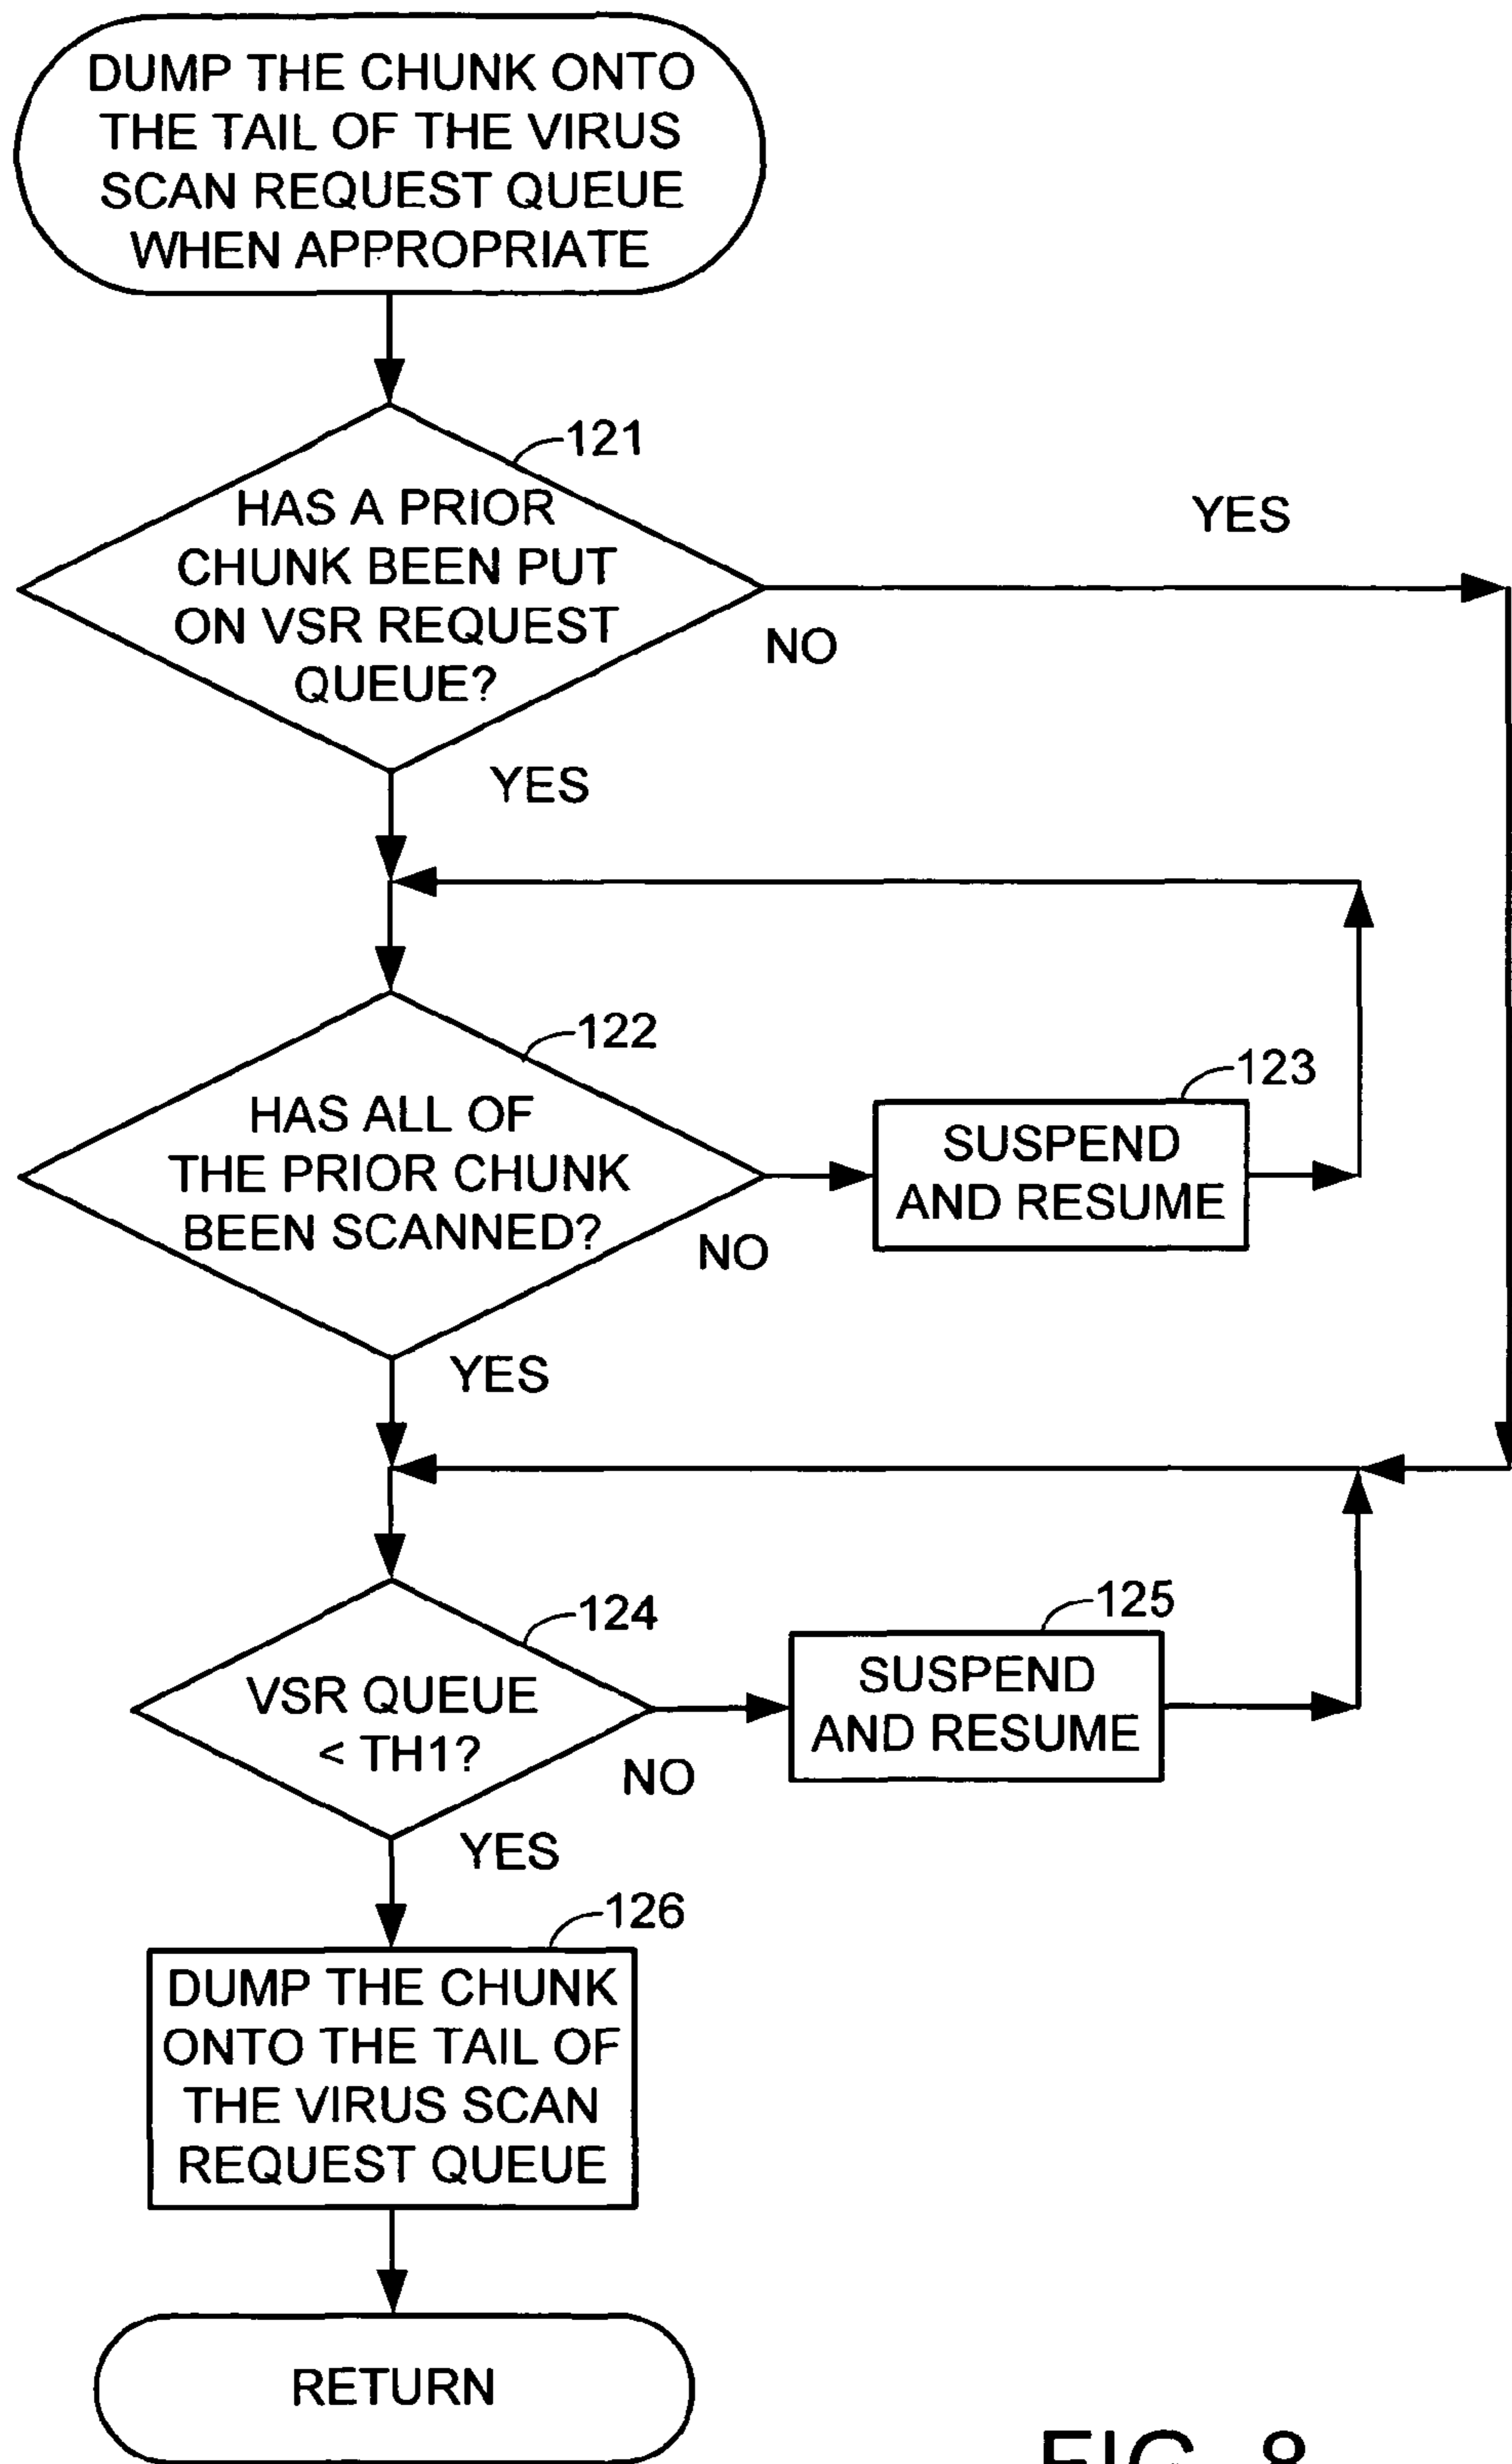 DUMP THE CHUNK ONTO
THE TAIL OF THE VIRUS
SCAN REQUEST QUEUE
WHEN APPROPRIATE
121
HAS A PRIOR
CHUNK BEEN PUT
ON VSR REQUEST
QUEUE?
YES
NO
YES
122
HAS ALL OF
THE PRIOR CHUNK
BEEN SCANNED?
NO
123
SUSPEND
AND RESUME
YES
124
VSR QUEUE
< TH1?
NO
125
SUSPEND
AND RESUME
YES
126
DUMP THE CHUNK
ONTO THE TAIL OF
THE VIRUS SCAN
REQUEST QUEUE
RETURN
FIG. 8